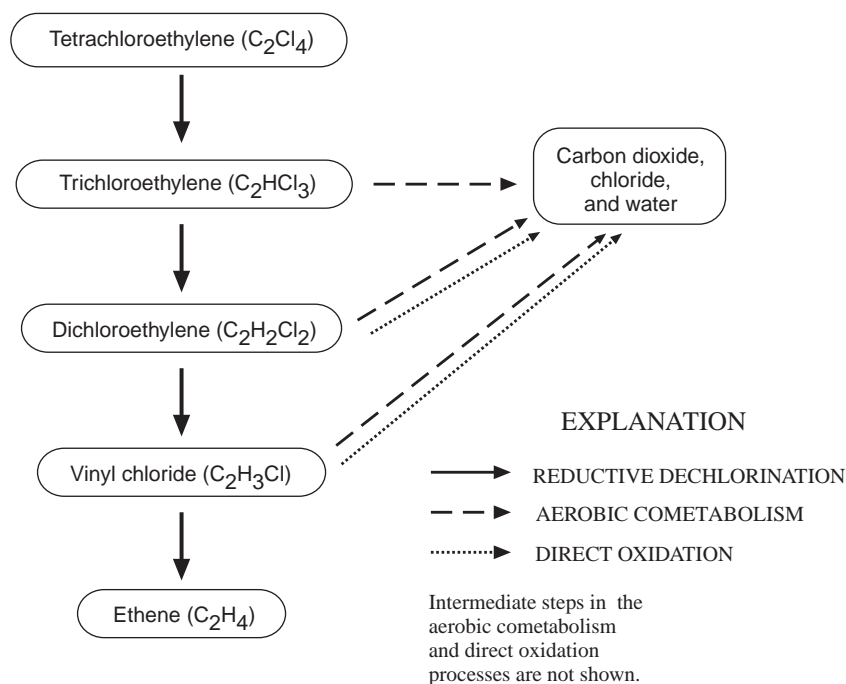 Tetrachloroethylene (C₂Cl₄)
Trichloroethylene (C₂HCl₃)
Carbon dioxide,
chloride,
and water
Dichloroethylene (C₂H₂Cl₂)
Vinyl chloride (C₂H₃Cl)
Ethene (C₂H₄)
EXPLANATION
REDUCTIVE DECHLORINATION
AEROBIC COMETABOLISM
DIRECT OXIDATION
Intermediate steps in the
aerobic cometabolism
and direct oxidation
processes are not shown.